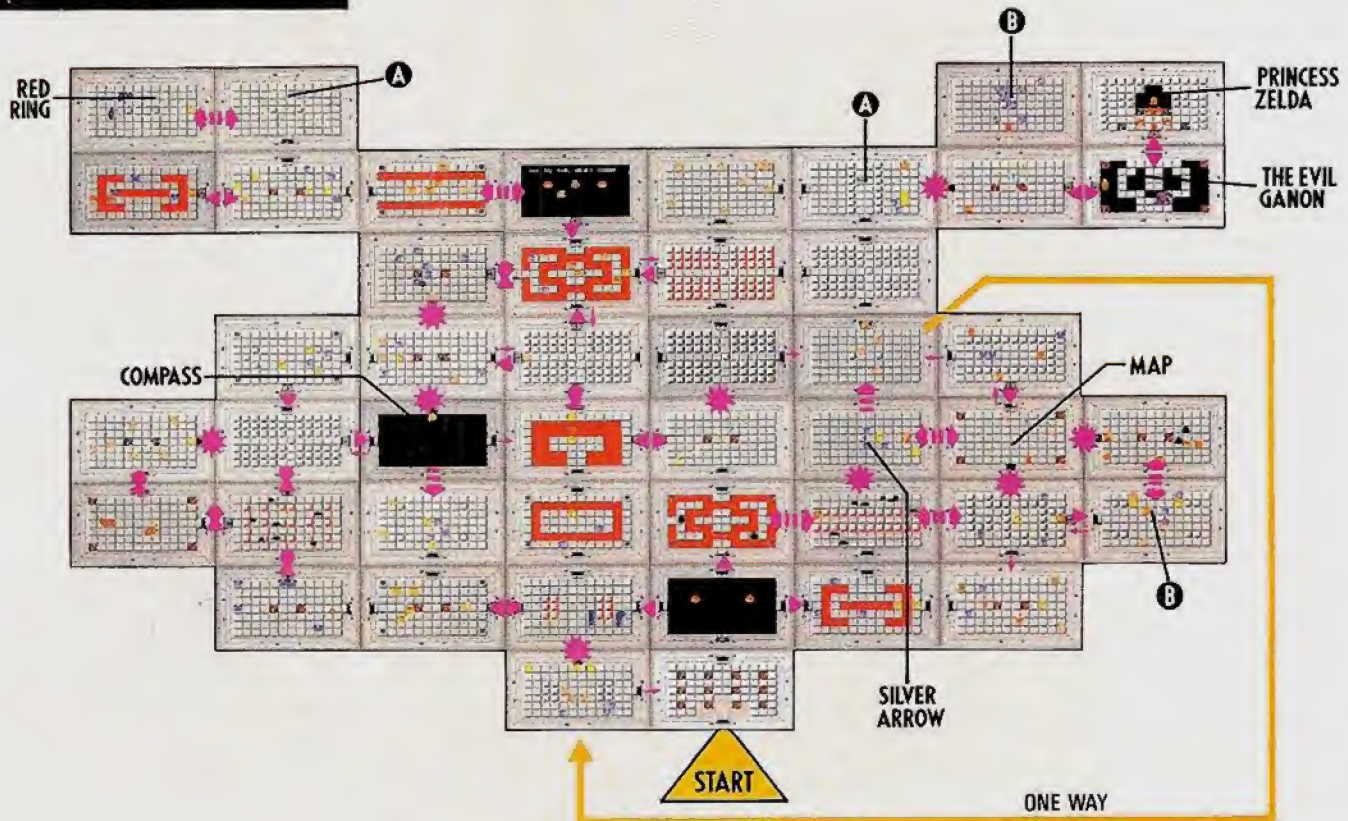 B
PRINCESS
ZELDA
A
RED
RING
A
THE EVIL
GANON
COMPASS
MAP
B
SILVER
ARROW
START
ONE WAY